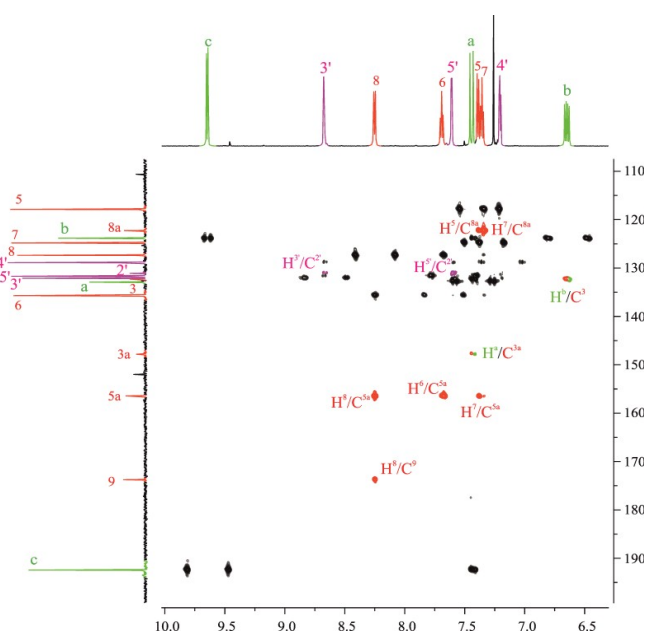 c
3'
8
6
5'
a
5
7
4'
b
110
120
130
140
150
160
170
180
190
5
8a
b
7
8
4'
2'
5'
3'
3
a
6
3a
5a
9
c
H⁵/C⁸ᵃ
H⁷/C⁸ᵃ
H³'/C²'
H⁵'/C²'
Hᵇ/C³
Hᵃ/C³ᵃ
H⁸/C⁵ᵃ
H⁶/C⁵ᵃ
H⁷/C⁵ᵃ
H⁸/C⁹
10.0
9.5
9.0
8.5
8.0
7.5
7.0
6.5